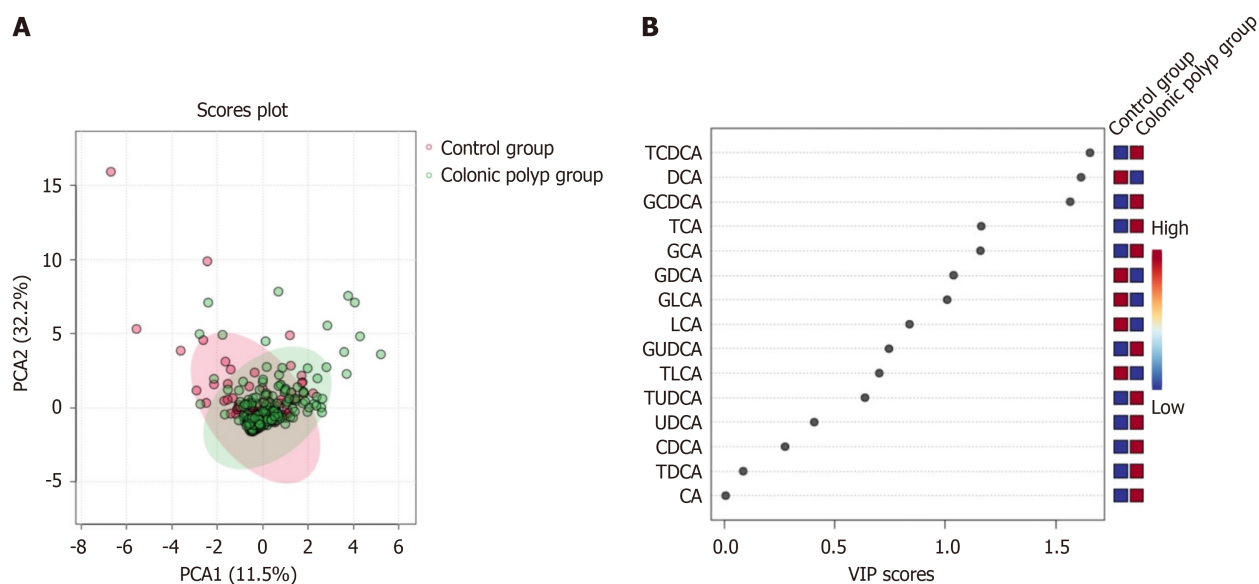 A
Scores plot
Control group
Colonic polyp group
15
10
5
0
-5
PCA2 (32.2%)
-8 -6 -4 -2 0 2 4 6
PCA1 (11.5%)
B
Control group
Colonic polyp group
TCDCA
DCA
GCDCA
TCA
GCA
GDCA
GLCA
LCA
GUDCA
TLCA
TUDCA
UDCA
CDCA
TDCA
CA
High
Low
0.0 0.5 1.0 1.5
VIP scores